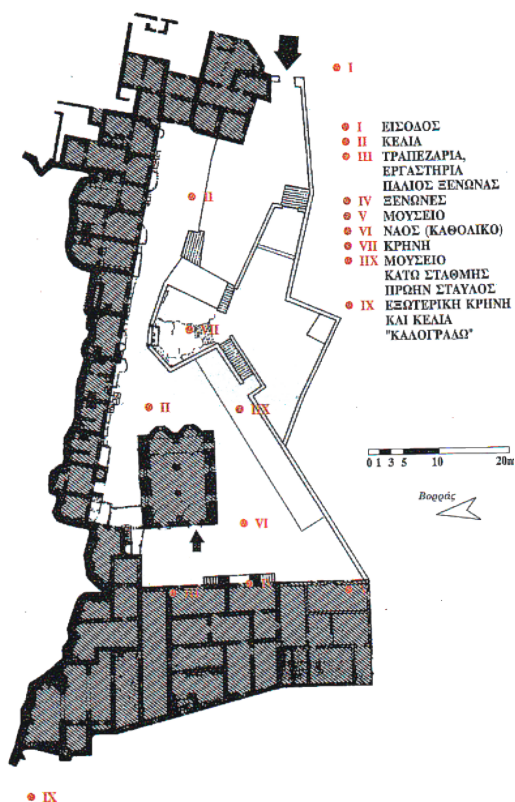 I
I ΕΙΣΟΔΟΣ
II ΚΕΛΙΑ
III ΤΡΑΠΕΖΑΡΙΑ,
ΕΡΓΑΣΤΗΡΙΑ
ΠΑΛΙΟΣ ΞΕΝΩΝΑΣ
IV ΞΕΝΩΝΕΣ
V ΜΟΥΣΕΙΟ
VI ΝΑΟΣ (ΚΑΘΟΛΙΚΟ)
VII ΚΡΗΝΗ
IIX ΜΟΥΣΕΙΟ
ΚΑΤΩ ΣΤΑΘΜΗΣ
ΠΡΩΗΝ ΣΤΑΥΛΟΣ
IX ΕΞΩΤΕΡΙΚΗ ΚΡΗΝΗ
ΚΑΙ ΚΕΛΙΑ
"ΚΑΛΟΓΡΑΔΩ"
II
VII
II
IIX
0 1 3 5 10 20m
Βορράς
VI
IX